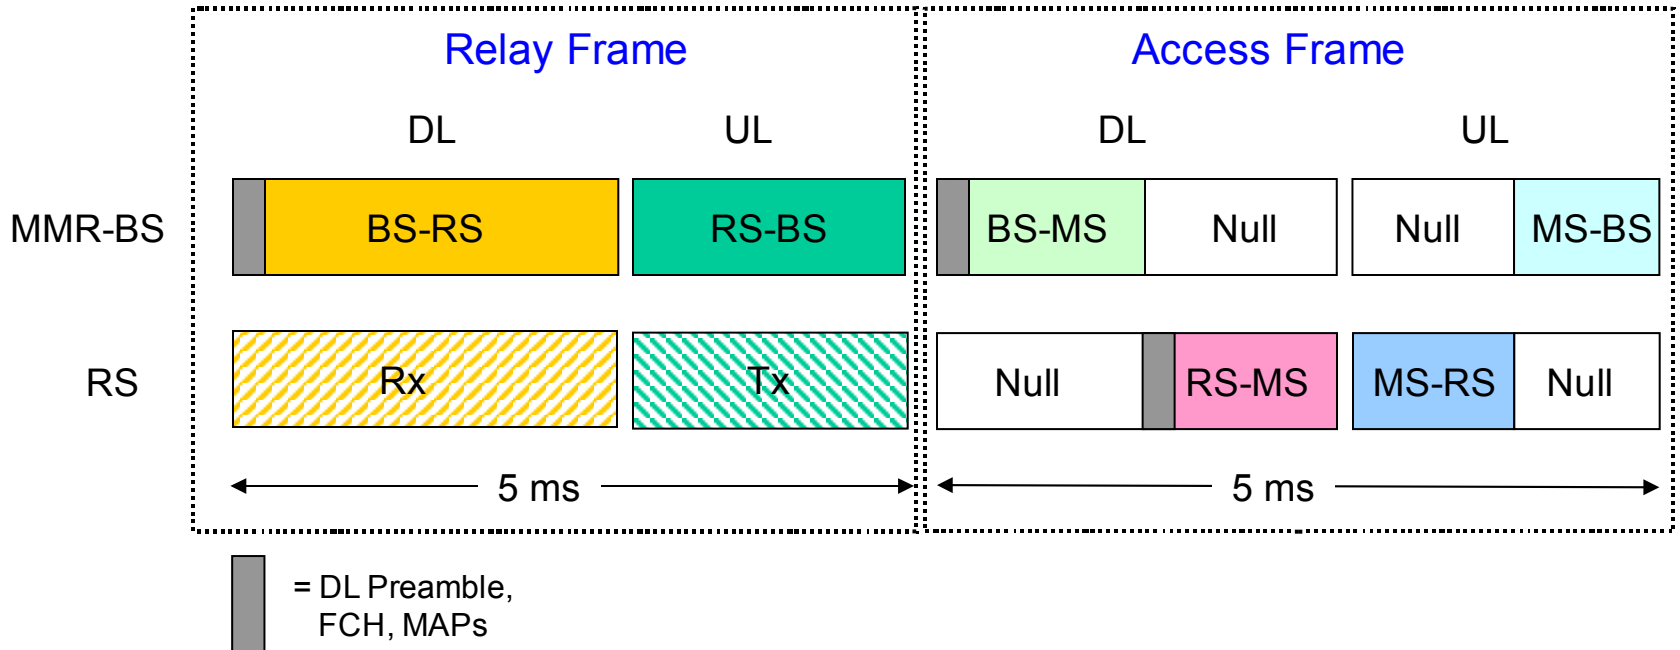 Relay Frame
Access Frame
DL
UL
DL
UL
MMR-BS
BS-RS
RS-BS
BS-MS
Null
Null
MS-BS
RS
Rx
Tx
Null
RS-MS
MS-RS
Null
5 ms
5 ms
= DL Preamble,
FCH, MAPs